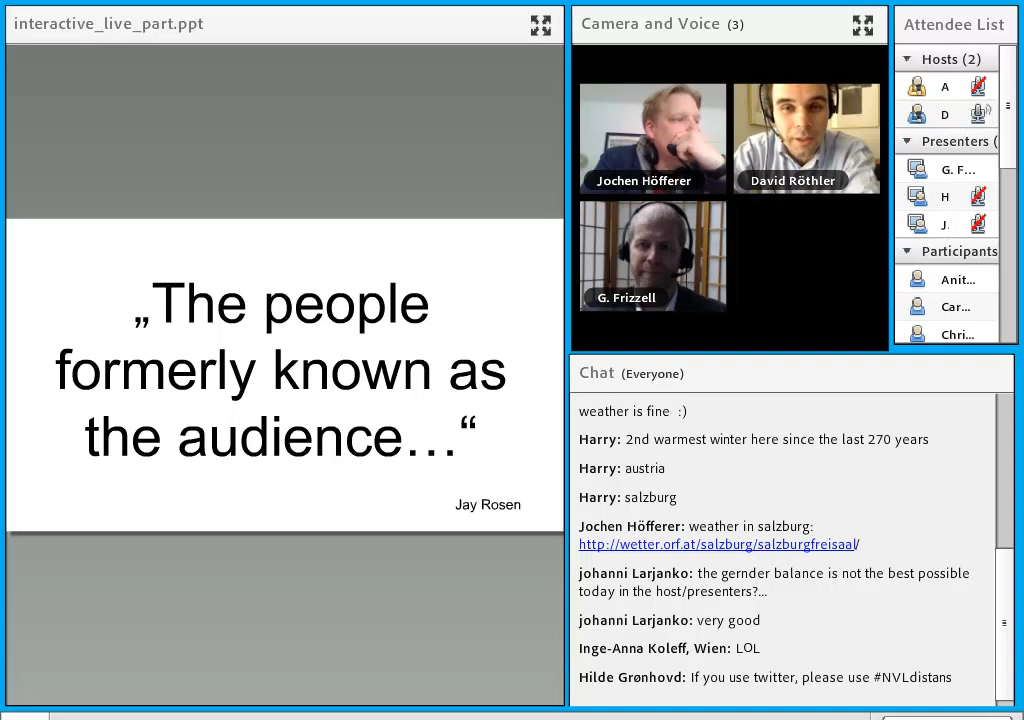 interactive_live_part.ppt
„The people
formerly known as
the audience…“
Jay Rosen
Camera and Voice (3)
Jochen Höfferer
David Röthler
G. Frizzell
Attendee List
Hosts (2)
A
D
Presenters (
G. F...
H
J.
Participants
Anit...
Car...
Chri...
Chat (Everyone)
weather is fine :)
Harry: 2nd warmest winter here since the last 270 years
Harry: austria
Harry: salzburg
Jochen Höfferer: weather in salzburg:
http://wetter.orf.at/salzburg/salzburgfreisaal/
johanni Larjanko: the gernder balance is not the best possible
today in the host/presenters?...
johanni Larjanko: very good
Inge-Anna Koleff, Wien: LOL
Hilde Grønhovd: If you use twitter, please use #NVLdistans